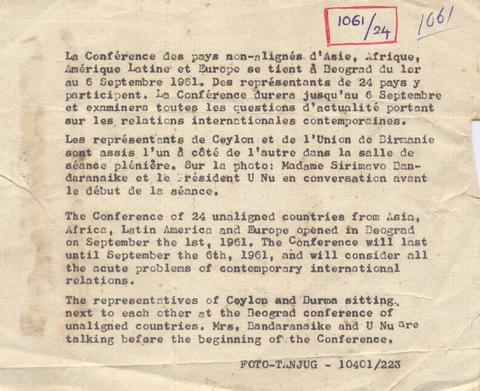 1061/24 1061
La Conférence des pays non-alignés d'Asie, Afrique,
Amérique Latine et Europe se tient à Beograd du 1er
au 6 Septembre 1961. Des représentants de 24 pays y
participent. La Conférence durera jusqu'au 6 Septembre
et examinera toutes les questions d'actualité portant
sur les relations internationales contemporaines.
Les représentants de Ceylon et de l'Union de Birmanie
sont assis l'un à côté de l'autre dans la salle de
séance plénière. Sur la photo: Madame Sirimavo Ban-
daranaike et le Président U Nu en conversation avant
le début de la séance.
The Conference of 24 unaligned countries from Asia,
Africa, Latin America and Europe opened in Beograd
on September the 1st, 1961. The Conference will last
until September the 6th, 1961, and will consider all
the acute problems of contemporary international
relations.
The representatives of Ceylon and Burma sitting
next to each other at the Beograd conference of
unaligned countries. Mrs. Bandaranaike and U Nu are
talking before the beginning of the Conference.
FOTO-TANJUG - 10401/223